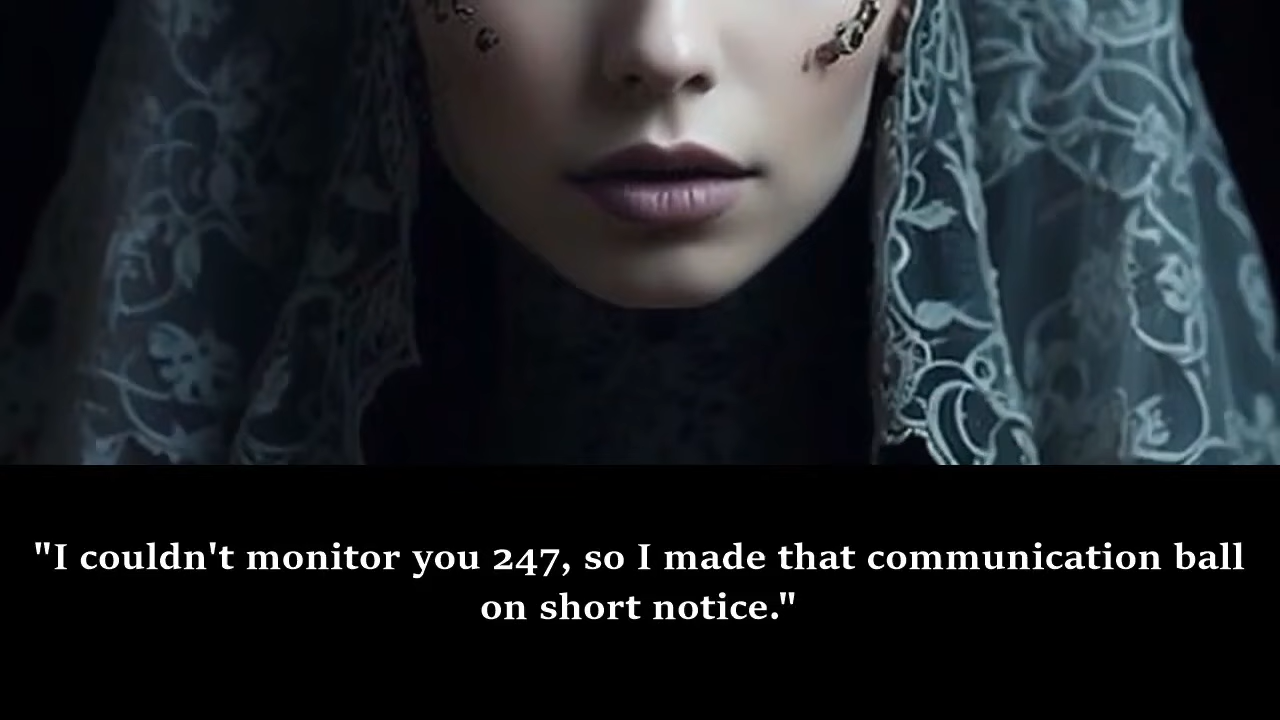 "I couldn't monitor you 247, so I made that communication ball
on short notice."